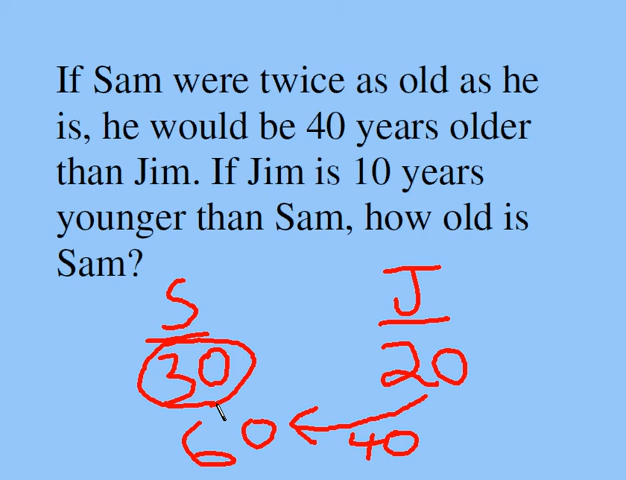 If Sam were twice as old as he
is, he would be 40 years older
than Jim. If Jim is 10 years
younger than Sam, how old is
Sam?
S J
30 20
60 40